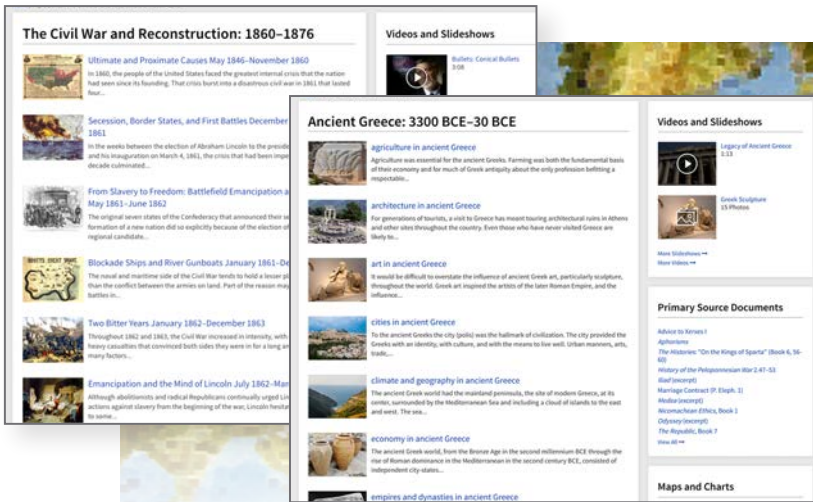 The Civil War and Reconstruction: 1860–1876
Ultimate and Proximate Causes May 1846–November 1860
In 1860, the people of the United States faced the greatest internal crisis that the nation
had seen since its founding. That crisis burst into a disastrous civil war in 1861 that lasted
four...
Secession, Border States, and First Battles December
1861
In the weeks between the election of Abraham Lincoln to the preside
and his inauguration on March 4, 1861, the crisis that had been impe
decade culminated...
From Slavery to Freedom: Battlefield Emancipation a
May 1861–June 1862
The original seven states of the Confederacy that announced their se
formation of a new nation did so explicitly because of the election of
regional candidate...
Blockade Ships and River Gunboats January 1861–De
The naval and maritime side of the Civil War tends to hold a lesser pl
than the conflict between the armies on land. Part of the reason may
battles in...
Two Bitter Years January 1862–December 1863
Throughout 1862 and 1863, the Civil War increased in intensity, with
heavy casualties that convinced both sides they were in for a long an
many factors...
Emancipation and the Mind of Lincoln July 1862–Mar
Although abolitionists and radical Republicans continually urged Lin
actions against slavery from the beginning of the war, Lincoln hesitat
to some...
Videos and Slideshows
Bullets: Conical Bullets
3:08
Ancient Greece: 3300 BCE–30 BCE
agriculture in ancient Greece
Agriculture was essential for the ancient Greeks. Farming was both the fundamental basis
of their economy and for much of Greek antiquity about the only profession befitting a
respectable...
architecture in ancient Greece
For generations of tourists, a visit to Greece has meant touring architectural ruins in Athens
and other sites throughout the country. Even those who have never visited Greece are
likely to...
art in ancient Greece
It would be difficult to overstate the influence of ancient Greek art, particularly sculpture,
throughout the world. Greek art inspired the artists of the later Roman Empire, and the
influence...
cities in ancient Greece
To the ancient Greeks the city (polis) was the hallmark of civilization. The city provided the
Greeks with an identity, with culture, and with the means to live well. Urban manners, arts,
trade,...
climate and geography in ancient Greece
The ancient Greek world had the mainland peninsula, the site of modern Greece, at its
center, surrounded by the Mediterranean Sea and including a cloud of islands to the east
and west. The sea...
economy in ancient Greece
The ancient Greek world, from the Bronze Age in the second millennium BCE through the
rise of Roman dominance in the Mediterranean in the second century BCE, consisted of
independent city-states...
empires and dynasties in ancient Greece
Videos and Slideshows
Legacy of Ancient Greece
1:13
Greek Sculpture
15 Photos
More Slideshows
More Videos
Primary Source Documents
Advice to Xerxes I
Aphorisms
The Histories: "On the Kings of Sparta" (Book 6, 56-
60)
History of the Peloponnesian War 2.47–53
Iliad (excerpt)
Marriage Contract (P. Eleph. 1)
Medea (excerpt)
Nicomachean Ethics, Book 1
Odyssey (excerpt)
The Republic, Book 7
View All
Maps and Charts